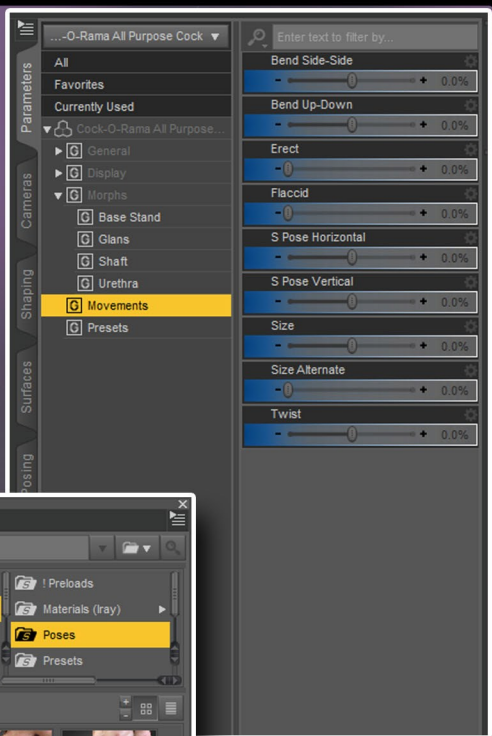 ...-O-Rama All Purpose Cock
Enter text to filter by...
Parameters
Cameras
Shaping
Surfaces
Posing
All
Favorites
Currently Used
Cock-O-Rama All Purpose...
General
Display
Morphs
Base Stand
Glans
Shaft
Urethra
Movements
Presets
Bend Side-Side
- + 0.0%
Bend Up-Down
- + 0.0%
Erect
- + 0.0%
Flaccid
- + 0.0%
S Pose Horizontal
- + 0.0%
S Pose Vertical
- + 0.0%
Size
- + 0.0%
Size Alternate
- + 0.0%
Twist
- + 0.0%
! Preloads
Materials (Iray)
Poses
Presets